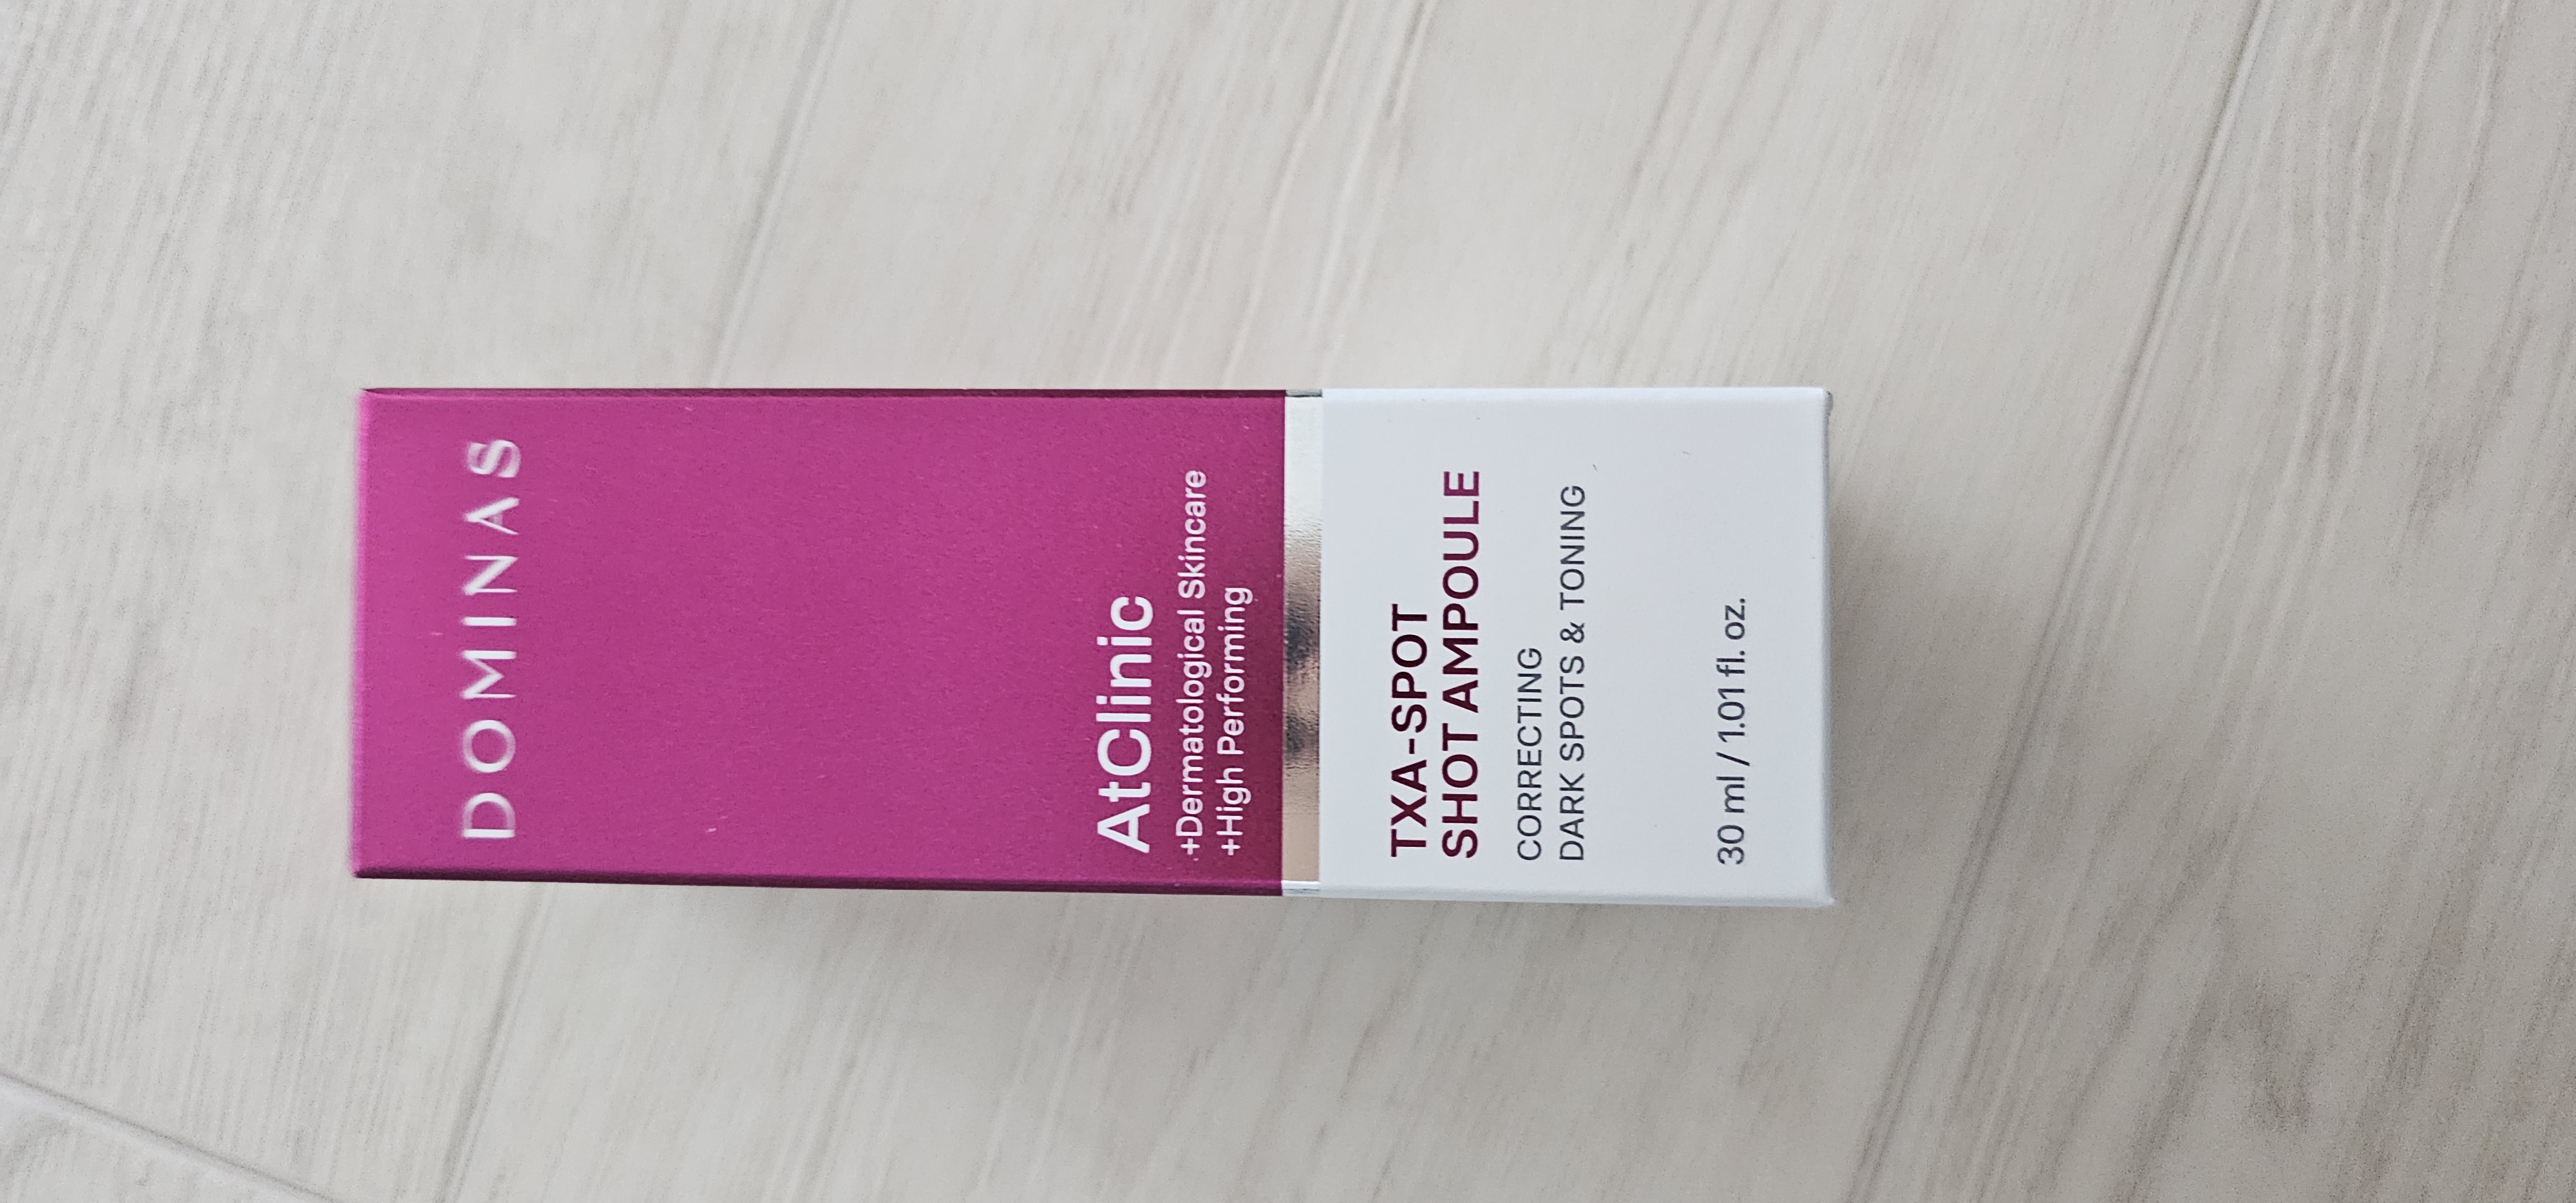 DOMINAS
AtClinic
+Dermatological Skincare
+High Performing
TXA-SPOT
SHOT AMPOULE
CORRECTING
DARK SPOTS & TONING
30 ml / 1.01 fl. oz.